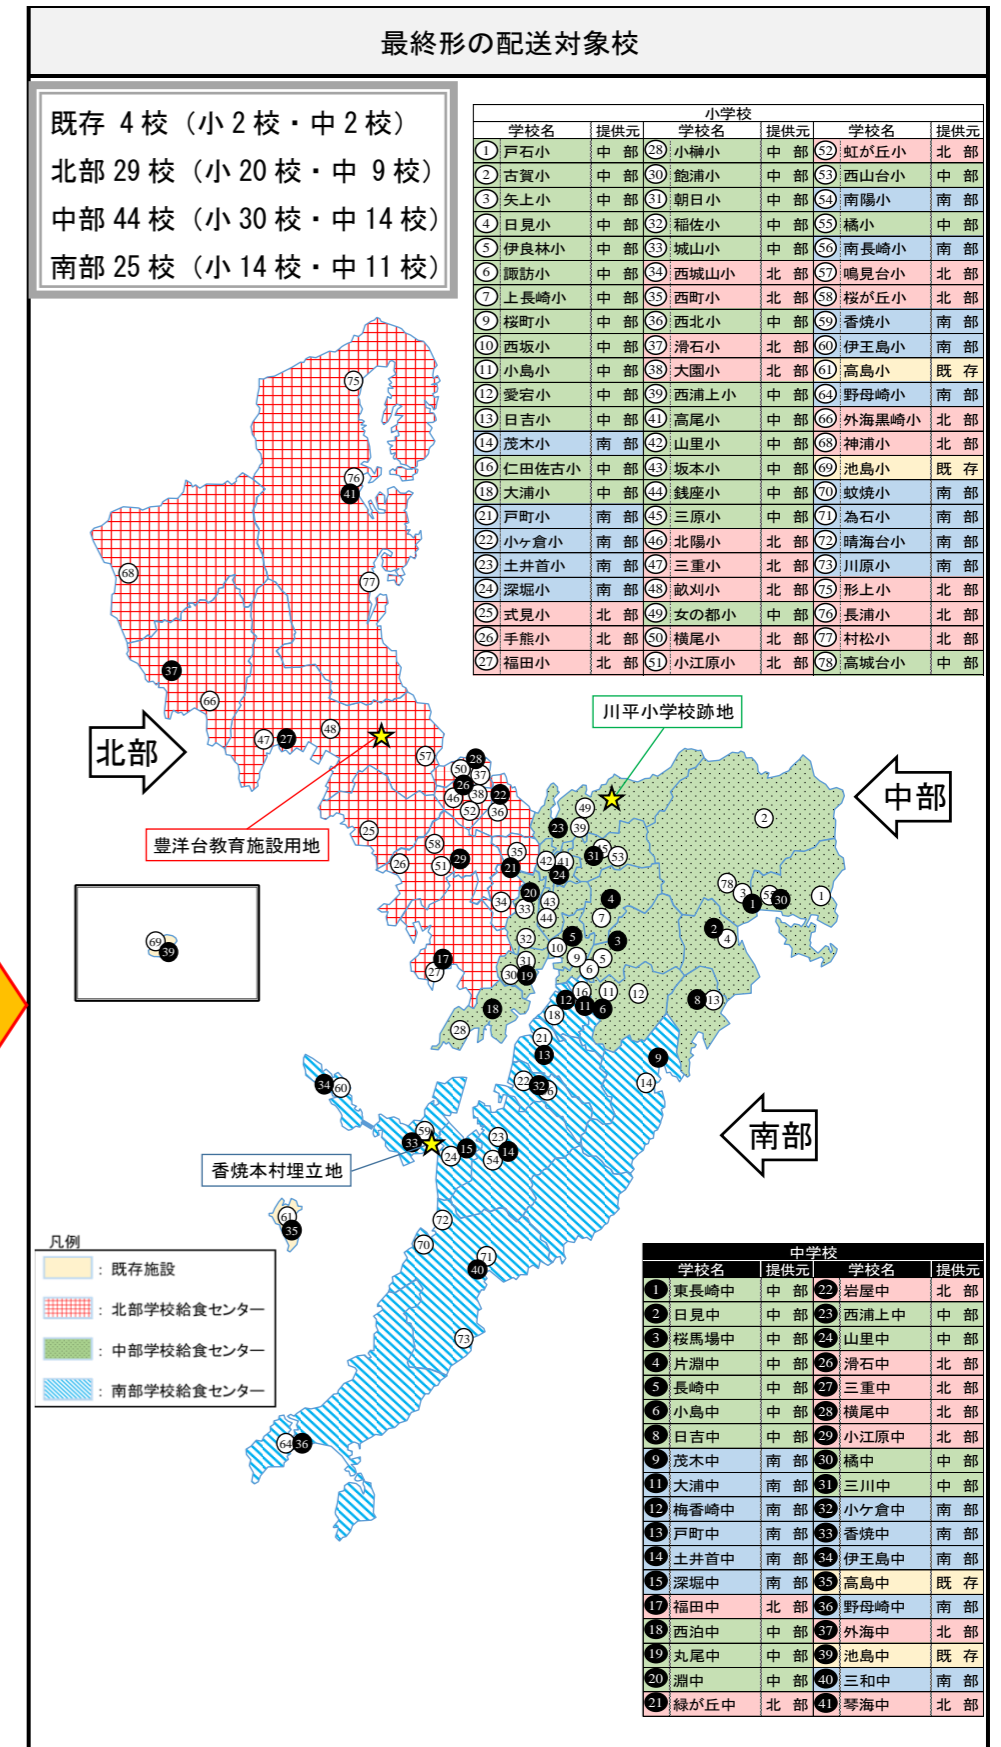 最終形の配送対象校
既存 4校（小 2校・中 2校）
北部 29校（小 20校・中 9校）
中部 44校（小 30校・中 14校）
南部 25校（小 14校・中 11校）
小学校
学校名 提供元 学校名 提供元 学校名 提供元
① 戸石小 中部 ㉘ 小榊小 中部 52 虹が丘小 北部
② 古賀小 中部 ㉚ 飽浦小 中部 53 西山台小 中部
③ 矢上小 中部 ㉛ 朝日小 中部 54 南陽小 南部
④ 日見小 中部 ㉜ 稲佐小 中部 55 橘小 中部
⑤ 伊良林小 中部 ㉝ 城山小 中部 56 南長崎小 南部
⑥ 諏訪小 中部 ㉞ 西城山小 北部 57 鳴見台小 北部
⑦ 上長崎小 中部 ㉟ 西町小 北部 58 桜が丘小 北部
⑨ 桜町小 中部 ㊱ 西北小 中部 59 香焼小 南部
⑩ 西坂小 中部 ㊲ 滑石小 北部 60 伊王島小 南部
⑪ 小島小 中部 ㊳ 大園小 北部 61 高島小 既存
⑫ 愛宕小 中部 ㊴ 西浦上小 中部 64 野母崎小 南部
⑬ 日吉小 中部 ㊶ 高尾小 中部 66 外海黒崎小 北部
⑭ 茂木小 南部 ㊷ 山里小 中部 68 神浦小 北部
⑯ 仁田佐古小 中部 ㊸ 坂本小 中部 69 池島小 既存
⑱ 大浦小 中部 ㊹ 銭座小 中部 70 蚊焼小 南部
㉑ 戸町小 南部 ㊺ 三原小 中部 71 為石小 南部
㉒ 小ヶ倉小 南部 ㊻ 北陽小 北部 72 晴海台小 南部
㉓ 土井首小 南部 ㊼ 三重小 北部 73 川原小 南部
㉔ 深堀小 南部 ㊽ 畝刈小 北部 75 形上小 北部
㉕ 式見小 北部 ㊾ 女の都小 中部 76 長浦小 北部
㉖ 手熊小 北部 ㊿ 横尾小 北部 77 村松小 北部
㉗ 福田小 北部 51 小江原小 北部 78 高城台小 中部
川平小学校跡地
北部
中部
豊洋台教育施設用地
南部
香焼本村埋立地
凡例
：既存施設
：北部学校給食センター
：中部学校給食センター
：南部学校給食センター
中学校
学校名 提供元 学校名 提供元
1 東長崎中 中部 22 岩屋中 北部
2 日見中 中部 23 西浦上中 中部
3 桜馬場中 中部 24 山里中 中部
4 片淵中 中部 26 滑石中 北部
5 長崎中 中部 27 三重中 北部
6 小島中 中部 28 横尾中 北部
8 日吉中 中部 29 小江原中 北部
9 茂木中 南部 30 橘中 中部
11 大浦中 南部 31 三川中 中部
12 梅香崎中 南部 32 小ケ倉中 南部
13 戸町中 南部 33 香焼中 南部
14 土井首中 南部 34 伊王島中 南部
15 深堀中 南部 35 高島中 既存
17 福田中 北部 36 野母崎中 南部
18 西泊中 中部 37 外海中 北部
19 丸尾中 中部 39 池島中 既存
20 淵中 中部 40 三和中 南部
21 緑が丘中 北部 41 琴海中 北部